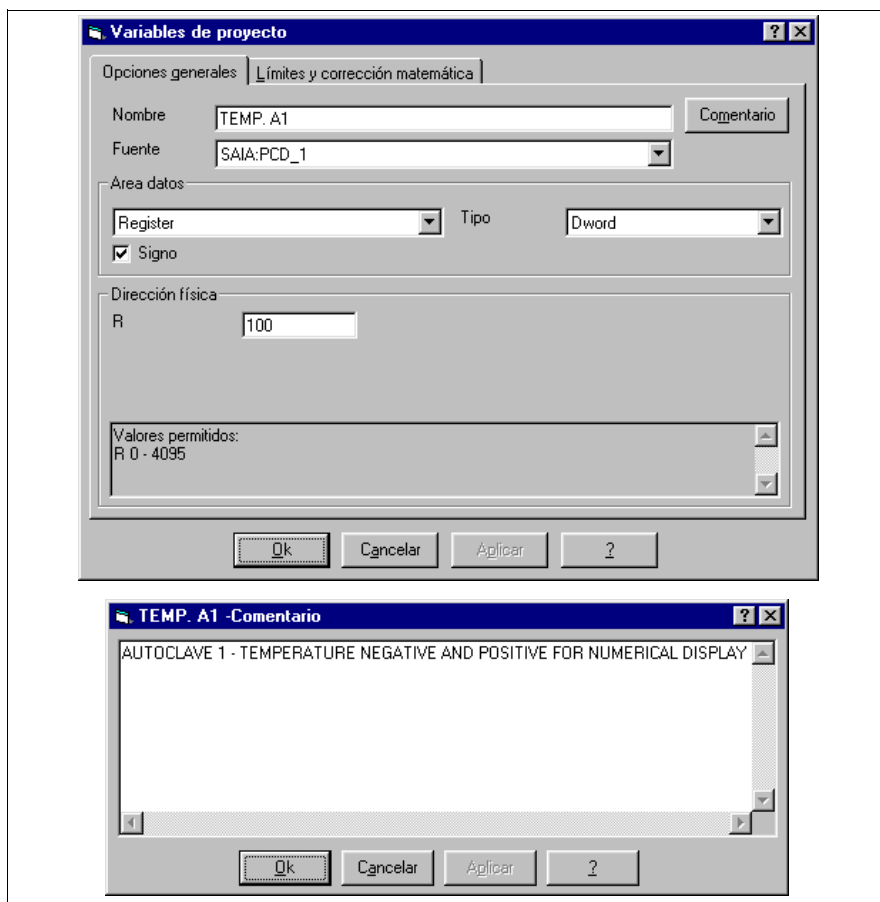 Variables de proyecto
Opciones generales Límites y corrección matemática
Nombre TEMP. A1 Comentario
Fuente SAIA:PCD_1
Area datos
Register Tipo Dword
Signo
Dirección física
R 100
Valores permitidos:
R 0 - 4095
Ok Cancelar Aplicar ?
TEMP. A1 -Comentario
AUTOCLAVE 1 - TEMPERATURE NEGATIVE AND POSITIVE FOR NUMERICAL DISPLAY
Ok Cancelar Aplicar ?